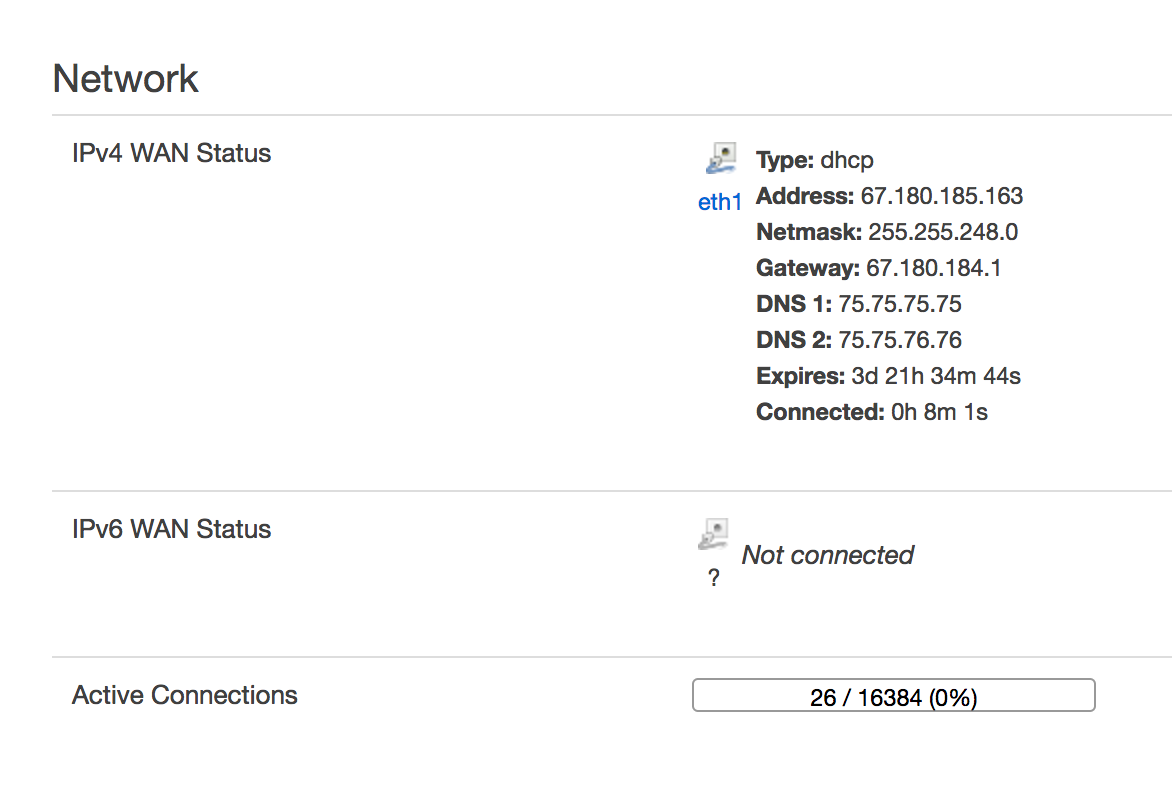 Network
IPv4 WAN Status
eth1
Type: dhcp
Address: 67.180.185.163
Netmask: 255.255.248.0
Gateway: 67.180.184.1
DNS 1: 75.75.75.75
DNS 2: 75.75.76.76
Expires: 3d 21h 34m 44s
Connected: 0h 8m 1s
IPv6 WAN Status
?
Not connected
Active Connections
26 / 16384 (0%)